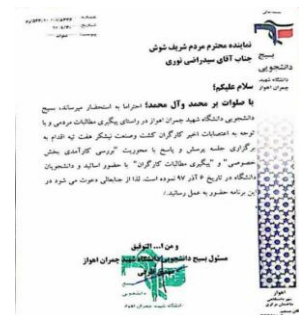 بسیج
دانشجویی
دانشگاه شهید
چمران اهواز
نماینده محترم مردم شریف شوش
جناب آقای سیدراضی نوری
سلام علیکم؛
با صلوات بر محمد وآل محمد؛ احتراما به استحضار میرساند، بسیج
دانشجویی دانشگاه شهید چمران اهواز در راستای پیگیری مطالبات مردمی و با
توجه به اعتصابات اخیر کارگران کشت وصنعت نیشکر هفت تپه اقدام به
برگزاری جلسه پرسش و پاسخ با محوریت "بررسی کارآمدی بخش
خصوصی" و "پیگیری مطالبات کارگران" با حضور اساتید و دانشجویان
دانشگاه در تاریخ ۶ آذر ۹۷ نموده است. لذا از جنابعالی دعوت می شود در
این برنامه حضور به عمل رسانید./
و من ا... التوفیق
مسئول بسیج دانشجویی دانشگاه شهید چمران اهواز
اهواز